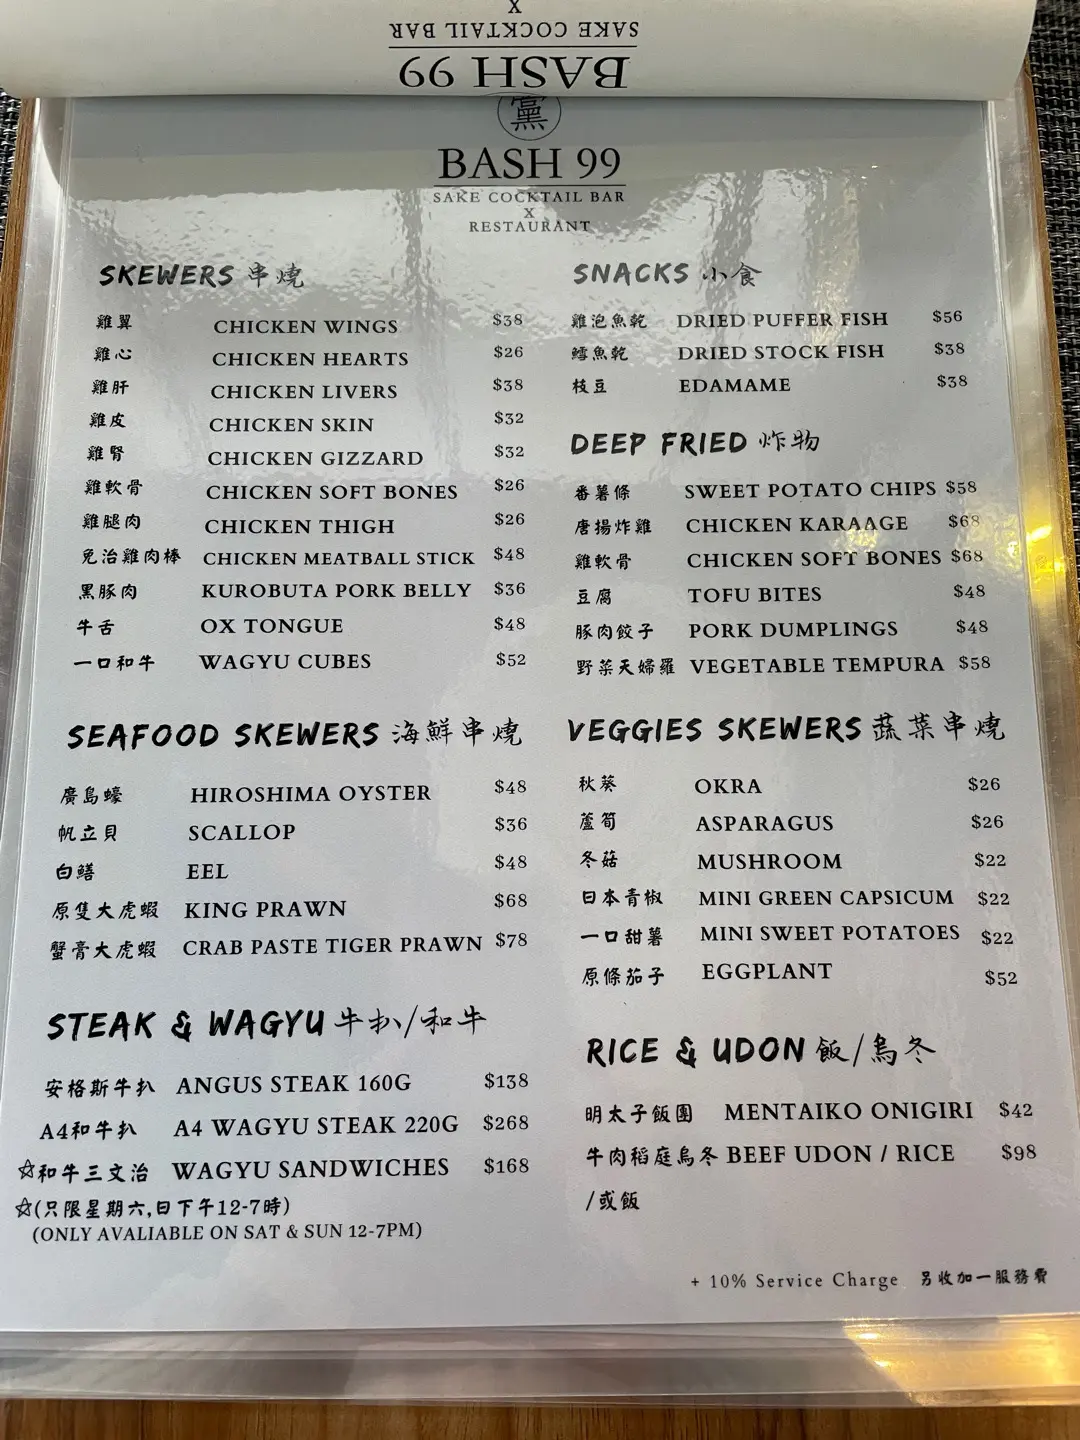 X
SAKE COCKTAIL BAR
BASH 99
黨
BASH 99
SAKE COCKTAIL BAR
X
RESTAURANT
SKEWERS 串燒
雞翼 CHICKEN WINGS $38
雞心 CHICKEN HEARTS $26
雞肝 CHICKEN LIVERS $38
雞皮 CHICKEN SKIN $32
雞腎 CHICKEN GIZZARD $32
雞軟骨 CHICKEN SOFT BONES $26
雞腿肉 CHICKEN THIGH $26
免治雞肉棒 CHICKEN MEATBALL STICK $48
黑豚肉 KUROBUTA PORK BELLY $36
牛舌 OX TONGUE $48
一口和牛 WAGYU CUBES $52
SEAFOOD SKEWERS 海鮮串燒
廣島蠔 HIROSHIMA OYSTER $48
帆立貝 SCALLOP $36
白鱔 EEL $48
原隻大虎蝦 KING PRAWN $68
蟹膏大虎蝦 CRAB PASTE TIGER PRAWN $78
STEAK & WAGYU 牛扒/和牛
安格斯牛扒 ANGUS STEAK 160G $138
A4和牛扒 A4 WAGYU STEAK 220G $268
☆和牛三文治 WAGYU SANDWICHES $168
☆(只限星期六,日下午12-7時)
(ONLY AVALIABLE ON SAT & SUN 12-7PM)
SNACKS 小食
雞泡魚乾 DRIED PUFFER FISH $56
鱈魚乾 DRIED STOCK FISH $38
枝豆 EDAMAME $38
DEEP FRIED 炸物
番薯條 SWEET POTATO CHIPS $58
唐揚炸雞 CHICKEN KARAAGE $68
雞軟骨 CHICKEN SOFT BONES $68
豆腐 TOFU BITES $48
豚肉餃子 PORK DUMPLINGS $48
野菜天婦羅 VEGETABLE TEMPURA $58
VEGGIES SKEWERS 蔬菜串燒
秋葵 OKRA $26
蘆筍 ASPARAGUS $26
冬菇 MUSHROOM $22
日本青椒 MINI GREEN CAPSICUM $22
一口甜薯 MINI SWEET POTATOES $22
原條茄子 EGGPLANT $52
RICE & UDON 飯/烏冬
明太子飯團 MENTAIKO ONIGIRI $42
牛肉稻庭烏冬 BEEF UDON / RICE $98
/或飯
+ 10% Service Charge 另收加一服務費